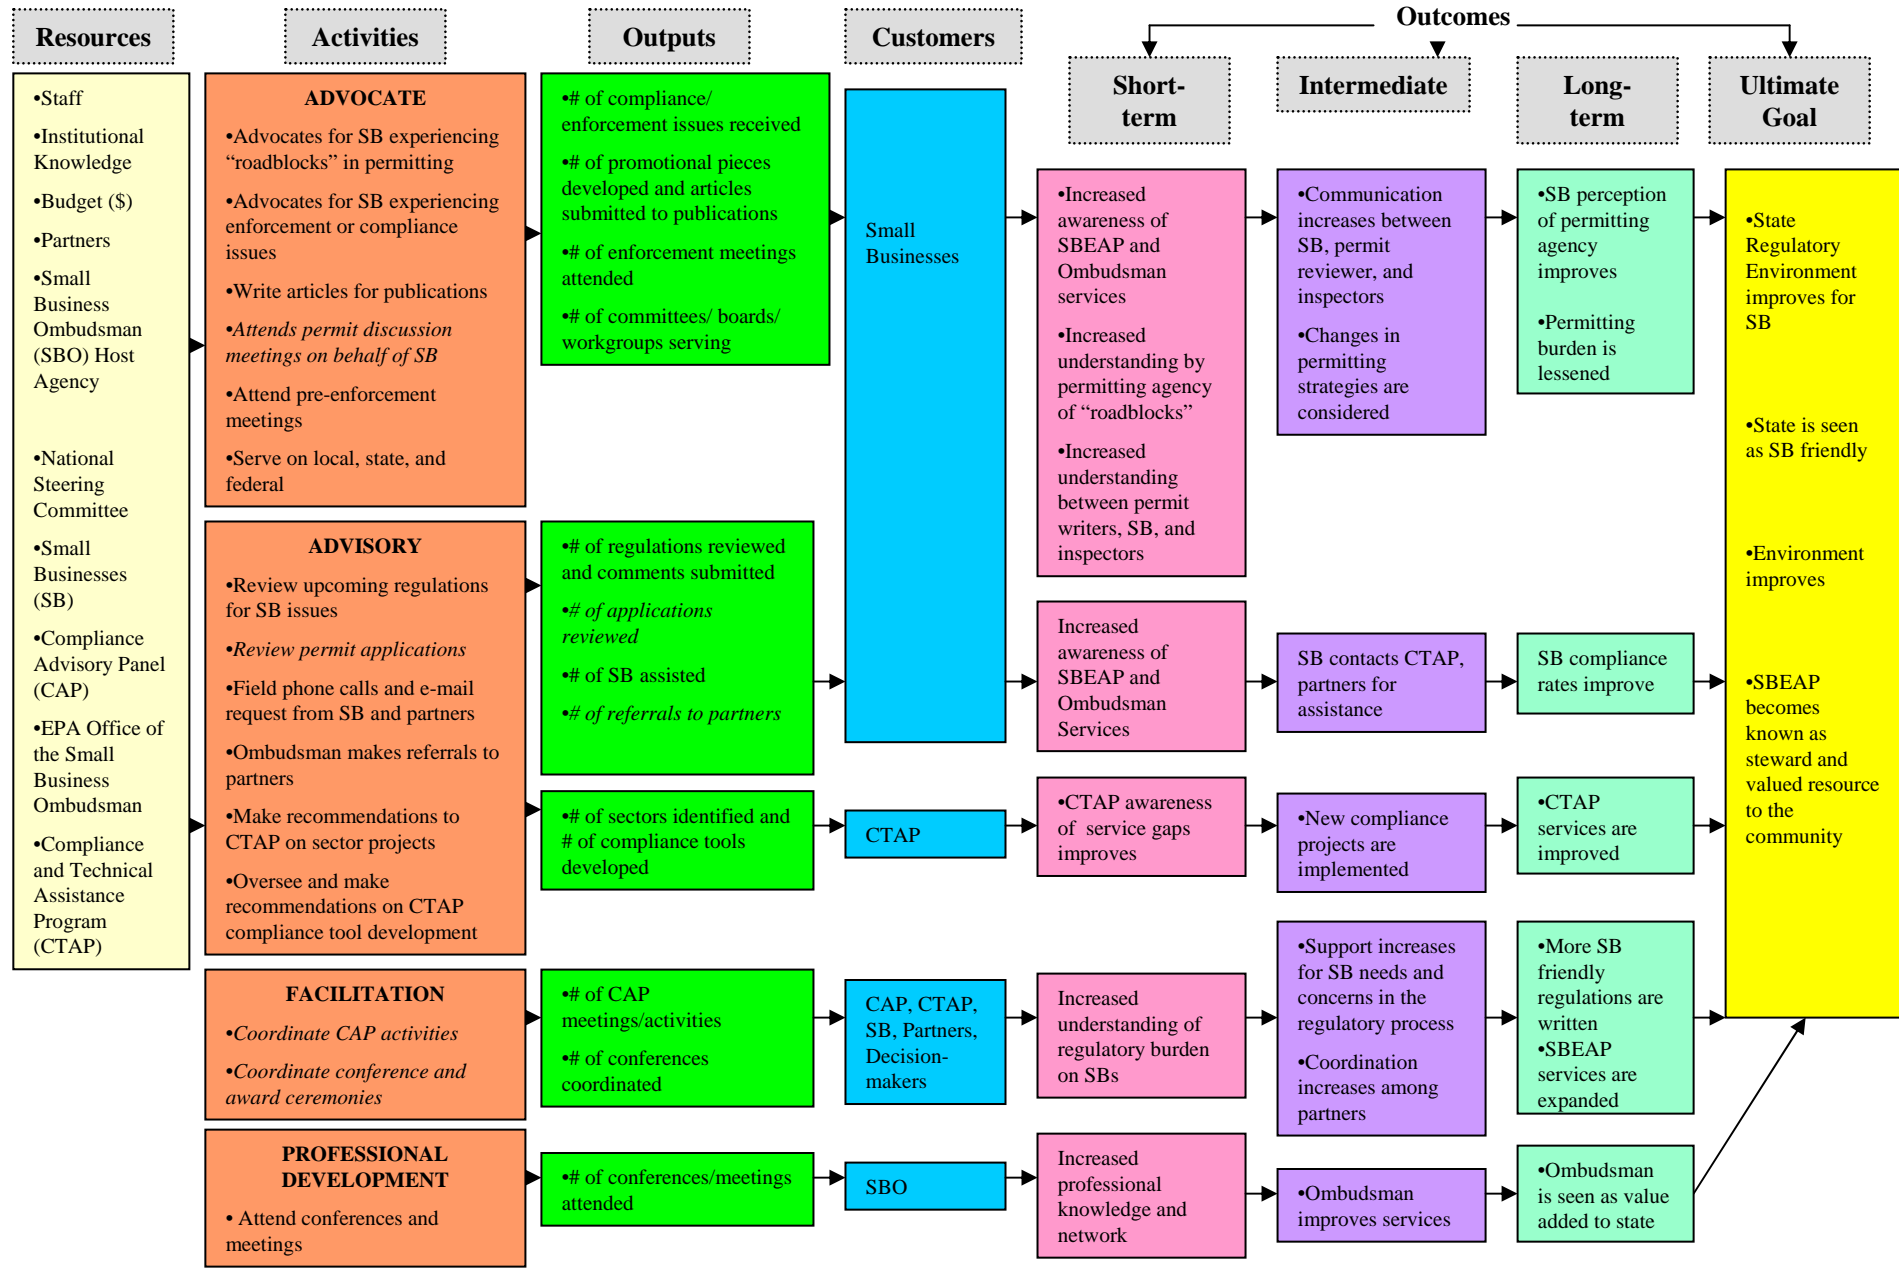 Outcomes
Resources
Activities
Outputs
Customers
Short-
term
Intermediate
Long-
term
Ultimate
Goal
•Staff
•Institutional
Knowledge
•Budget ($)
•Partners
•Small
Business
Ombudsman
(SBO) Host
Agency
•National
Steering
Committee
•Small
Businesses
(SB)
•Compliance
Advisory Panel
(CAP)
•EPA Office of
the Small
Business
Ombudsman
•Compliance
and Technical
Assistance
Program
(CTAP)
ADVOCATE
•Advocates for SB experiencing
“roadblocks” in permitting
•Advocates for SB experiencing
enforcement or compliance
issues
•Write articles for publications
•Attends permit discussion
meetings on behalf of SB
•Attend pre-enforcement
meetings
•Serve on local, state, and
federal
ADVISORY
•Review upcoming regulations
for SB issues
•Review permit applications
•Field phone calls and e-mail
request from SB and partners
•Ombudsman makes referrals to
partners
•Make recommendations to
CTAP on sector projects
•Oversee and make
recommendations on CTAP
compliance tool development
FACILITATION
•Coordinate CAP activities
•Coordinate conference and
award ceremonies
PROFESSIONAL
DEVELOPMENT
• Attend conferences and
meetings
•# of compliance/
enforcement issues received
•# of promotional pieces
developed and articles
submitted to publications
•# of enforcement meetings
attended
•# of committees/ boards/
workgroups serving
•# of regulations reviewed
and comments submitted
•# of applications
reviewed
•# of SB assisted
•# of referrals to partners
•# of sectors identified and
# of compliance tools
developed
•# of CAP
meetings/activities
•# of conferences
coordinated
•# of conferences/meetings
attended
Small
Businesses
CTAP
CAP, CTAP,
SB, Partners,
Decision-
makers
SBO
•Increased
awareness of
SBEAP and
Ombudsman
services
•Increased
understanding by
permitting agency
of “roadblocks”
•Increased
understanding
between permit
writers, SB, and
inspectors
Increased
awareness of
SBEAP and
Ombudsman
Services
•CTAP awareness
of service gaps
improves
Increased
understanding of
regulatory burden
on SBs
Increased
professional
knowledge and
network
•Communication
increases between
SB, permit
reviewer, and
inspectors
•Changes in
permitting
strategies are
considered
SB contacts CTAP,
partners for
assistance
•New compliance
projects are
implemented
•Support increases
for SB needs and
concerns in the
regulatory process
•Coordination
increases among
partners
•Ombudsman
improves services
•SB perception
of permitting
agency
improves
•Permitting
burden is
lessened
SB compliance
rates improve
•CTAP
services are
improved
•More SB
friendly
regulations are
written
•SBEAP
services are
expanded
•Ombudsman
is seen as value
added to state
•State
Regulatory
Environment
improves for
SB
•State is seen
as SB friendly
•Environment
improves
•SBEAP
becomes
known as
steward and
valued resource
to the
community